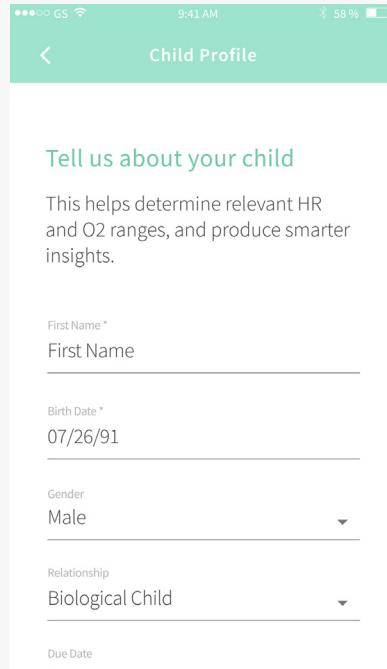 GS 9:41 AM 58 %
Child Profile
Tell us about your child
This helps determine relevant HR
and O2 ranges, and produce smarter
insights.
First Name *
First Name
Birth Date *
07/26/91
Gender
Male
Relationship
Biological Child
Due Date